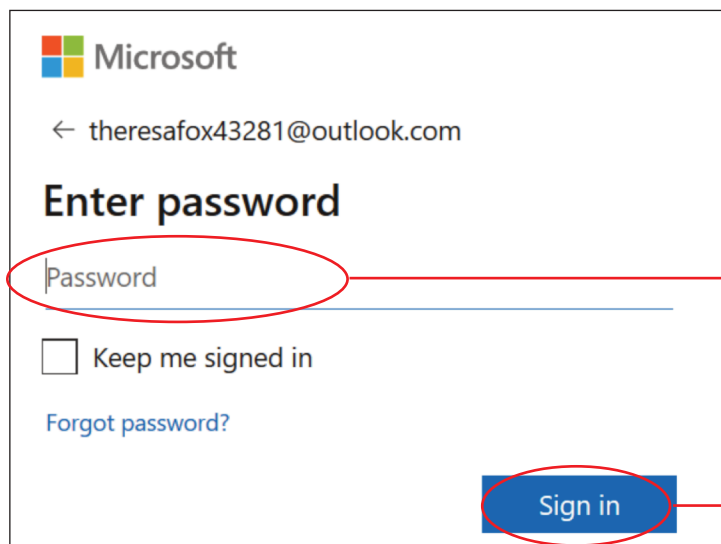 Microsoft
← theresafox43281@outlook.com
Enter password
Password
Keep me signed in
Forgot password?
Sign in